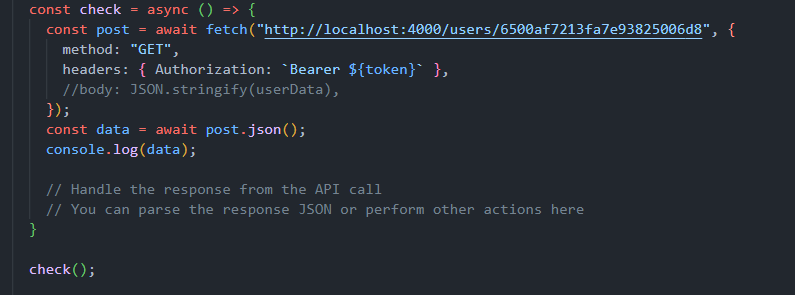 const check = async () => {
const post = await fetch("http://localhost:4000/users/6500af7213fa7e93825006d8", {
method: "GET",
headers: { Authorization: `Bearer ${token}` },
//body: JSON.stringify(userData),
});
const data = await post.json();
console.log(data);
// Handle the response from the API call
// You can parse the response JSON or perform other actions here
}
check();